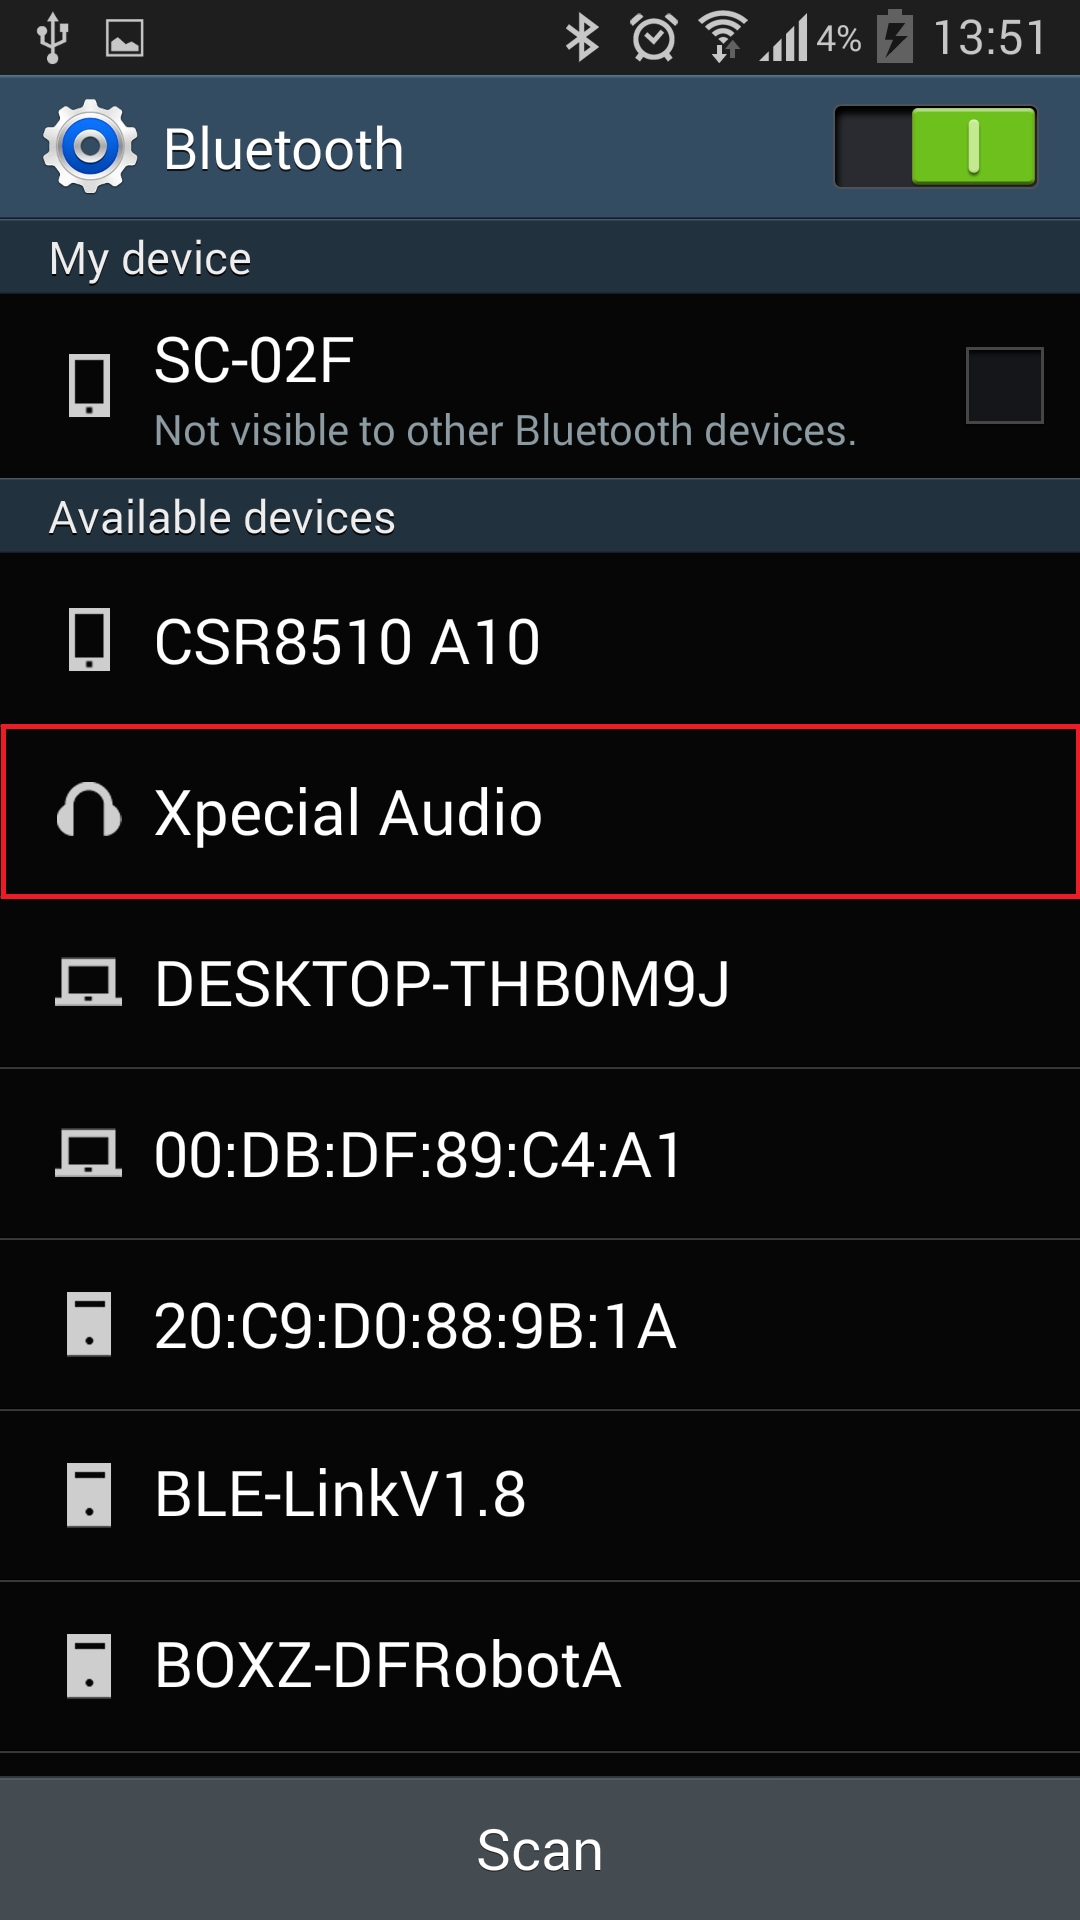 4% 13:51
Bluetooth
My device
SC-02F
Not visible to other Bluetooth devices.
Available devices
CSR8510 A10
Xpecial Audio
DESKTOP-THB0M9J
00:DB:DF:89:C4:A1
20:C9:D0:88:9B:1A
BLE-LinkV1.8
BOXZ-DFRobotA
Scan